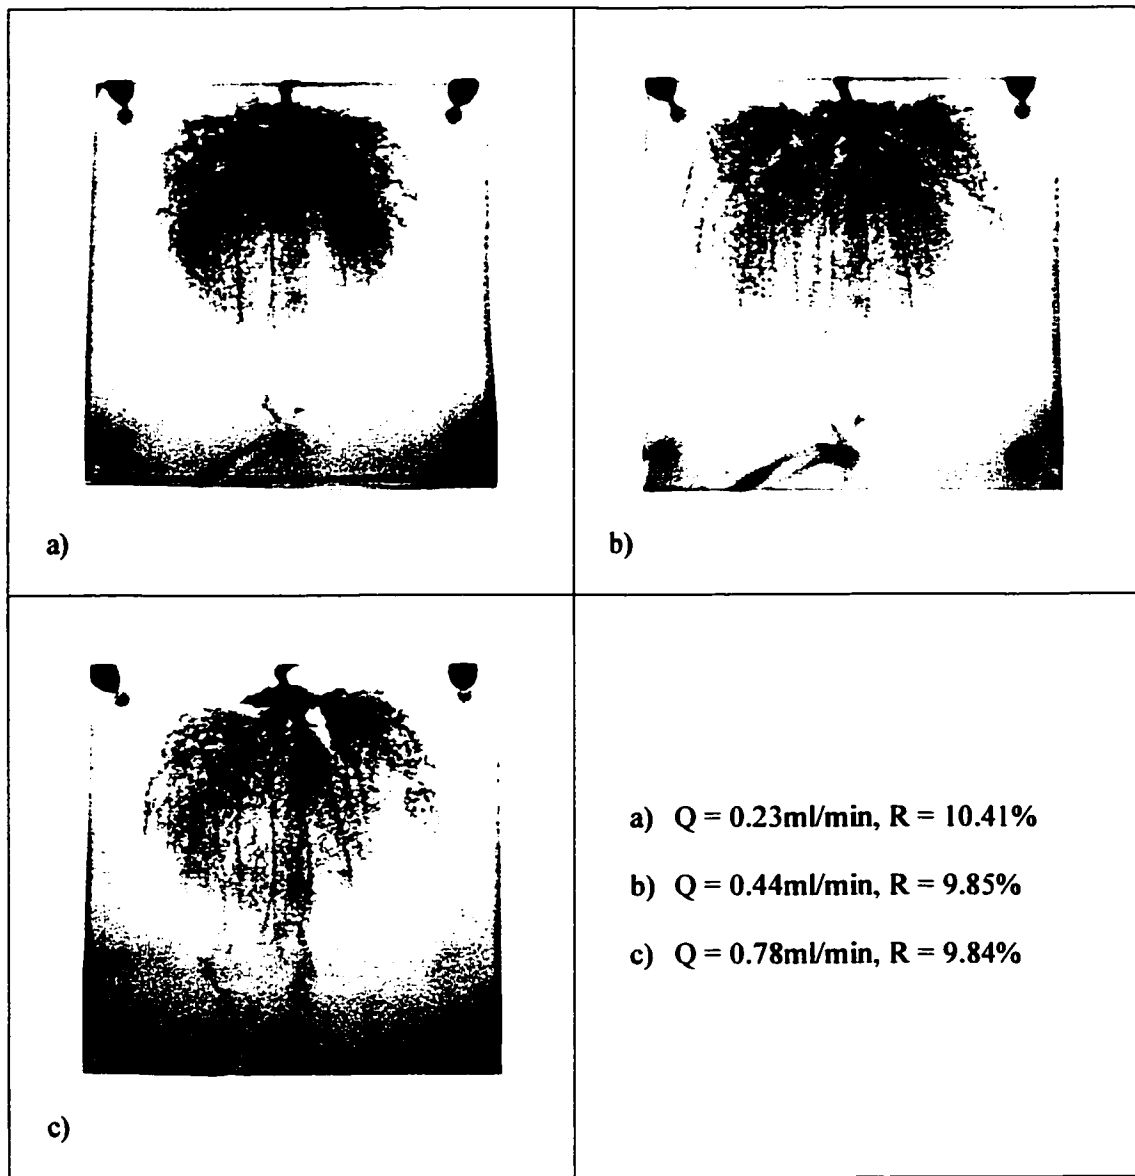 a)
b)
c)
a) Q = 0.23ml/min, R = 10.41%
b) Q = 0.44ml/min, R = 9.85%
c) Q = 0.78ml/min, R = 9.84%